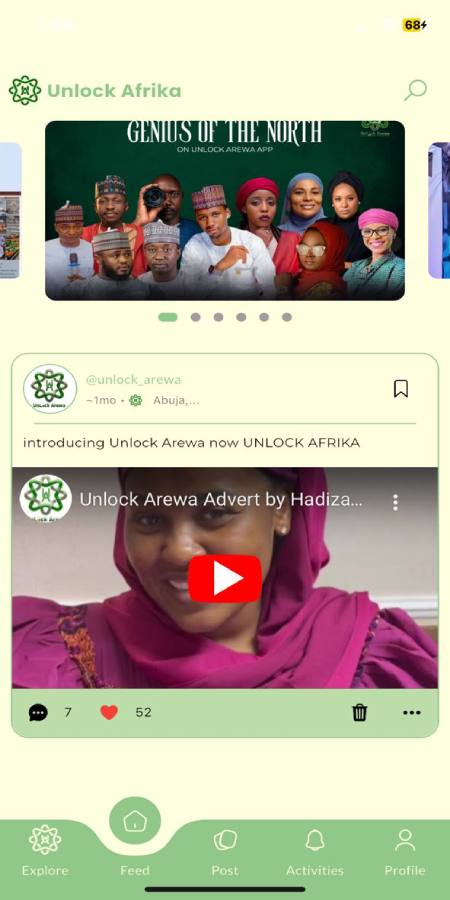 68
Unlock Afrika
GENIUS OF THE NORTH
ON UNLOCK AREWA APP
@unlock_arewa
~1mo • Abuja,...
introducing Unlock Arewa now UNLOCK AFRIKA
Unlock Arewa Advert by Hadiza...
7
52
Explore
Feed
Post
Activities
Profile